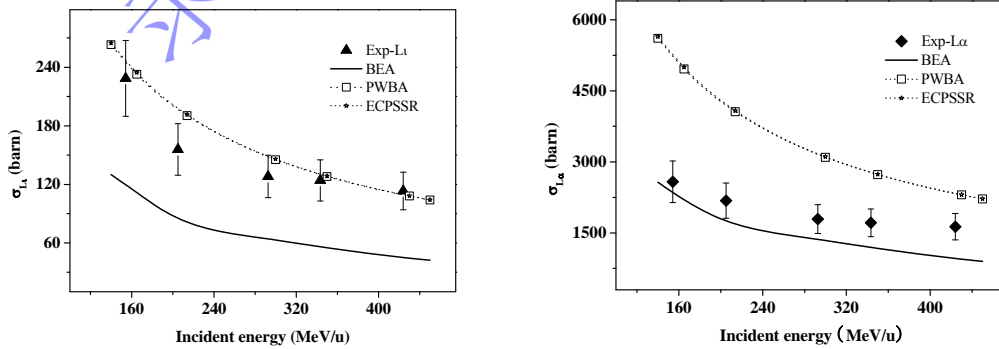 240
180
120
60
σLι (barn)
Exp-Lι
BEA
PWBA
ECPSSR
160 240 320 400
Incident energy (MeV/u)
6000
4500
3000
1500
σLα (barn)
Exp-Lα
BEA
PWBA
ECPSSR
160 240 320 400
Incident energy (MeV/u)